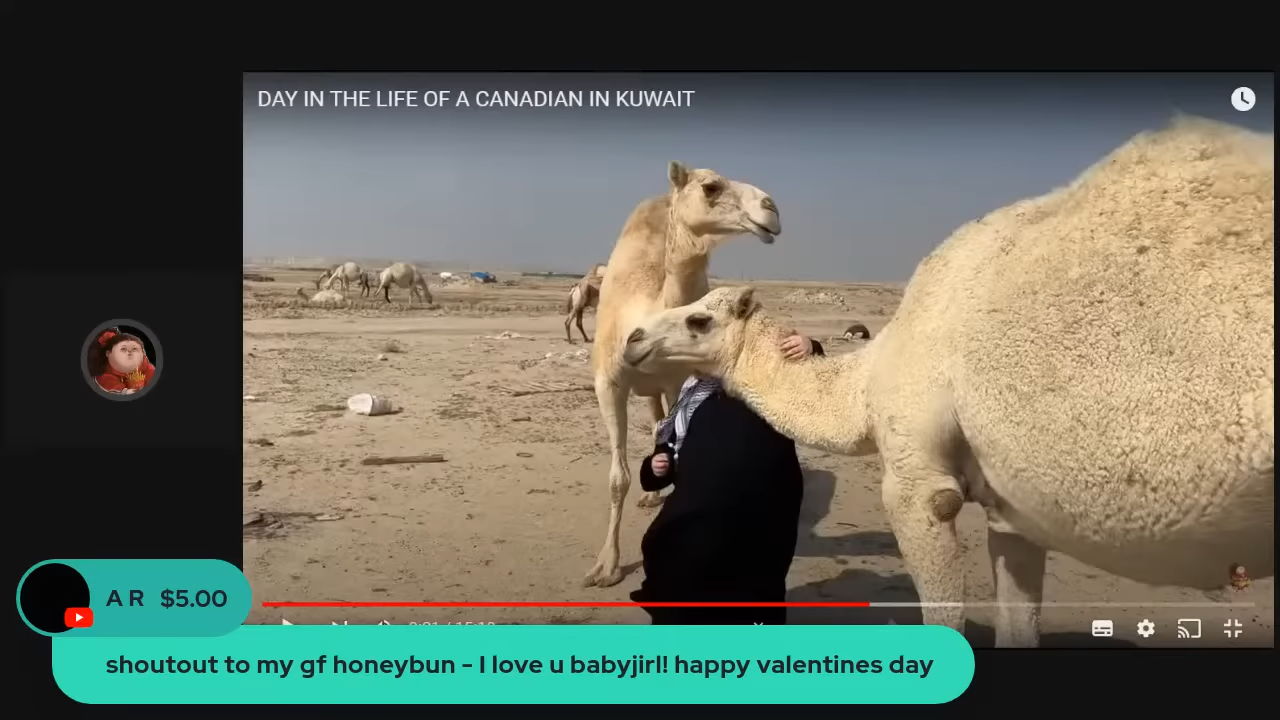 DAY IN THE LIFE OF A CANADIAN IN KUWAIT
A R $5.00
shoutout to my gf honeybun - I love u babyjirl! happy valentines day